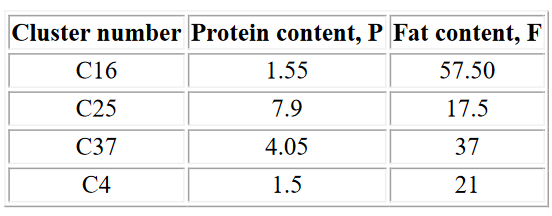 Cluster number Protein content, P Fat content, F
C16 1.55 57.50
C25 7.9 17.5
C37 4.05 37
C4 1.5 21